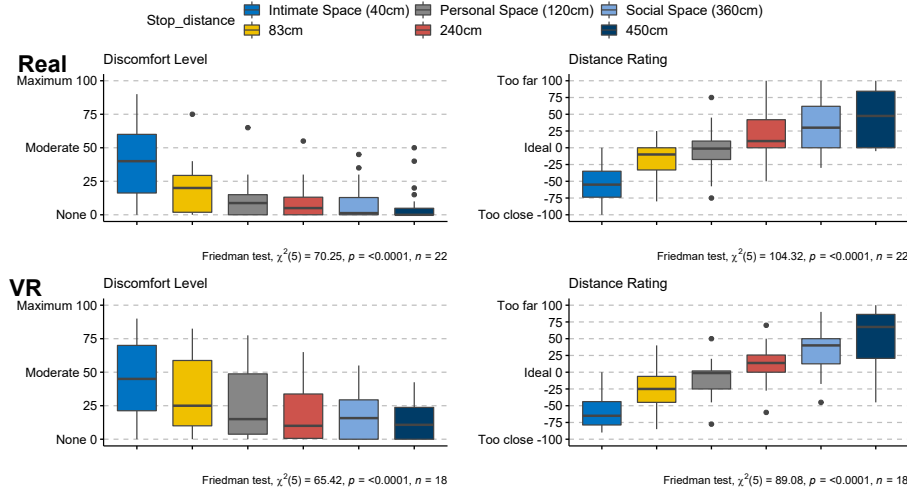 Stop_distance
Intimate Space (40cm) Personal Space (120cm) Social Space (360cm)
83cm 240cm 450cm
Real
Discomfort Level
Maximum 100
75
Moderate 50
25
None 0
Friedman test, χ²(5) = 70.25, p = <0.0001, n = 22
Distance Rating
Too far 100
75
50
25
Ideal 0
-25
-50
-75
Too close -100
Friedman test, χ²(5) = 104.32, p = <0.0001, n = 22
VR
Discomfort Level
Maximum 100
75
Moderate 50
25
None 0
Friedman test, χ²(5) = 65.42, p = <0.0001, n = 18
Distance Rating
Too far 100
75
50
25
Ideal 0
-25
-50
-75
Too close -100
Friedman test, χ²(5) = 89.08, p = <0.0001, n = 18